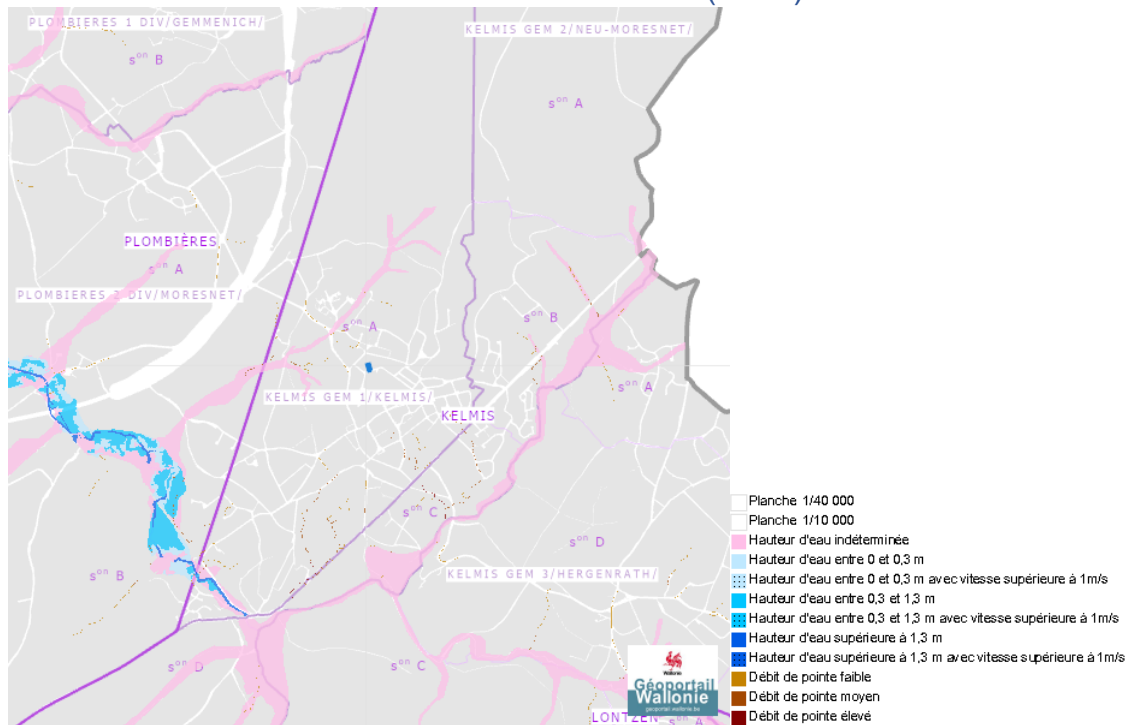 PLOMBIERES 1 DIV/GEMMENICH/
KELMIS GEM 2/NEU-MORESNET/
sᵒⁿ B
sᵒⁿ A
PLOMBIÈRES
sᵒⁿ A
PLOMBIERES 2 DIV/MORESNET/
sᵒⁿ A
sᵒⁿ B
sᵒⁿ A
KELMIS GEM 1/KELMIS/
KELMIS
sᵒⁿ C
sᵒⁿ D
sᵒⁿ B
KELMIS GEM 3/HERGENRATH/
sᵒⁿ D
sᵒⁿ C
Wallonie
Géoportail
Wallonie
geoportail.wallonie.be
LONTZEN
Planche 1/40 000
Planche 1/10 000
Hauteur d'eau indéterminée
Hauteur d'eau entre 0 et 0,3 m
Hauteur d'eau entre 0 et 0,3 m avec vitesse supérieure à 1m/s
Hauteur d'eau entre 0,3 et 1,3 m
Hauteur d'eau entre 0,3 et 1,3 m avec vitesse supérieure à 1m/s
Hauteur d'eau supérieure à 1,3 m
Hauteur d'eau supérieure à 1,3 m avec vitesse supérieure à 1m/s
Débit de pointe faible
Débit de pointe moyen
Débit de pointe élevé